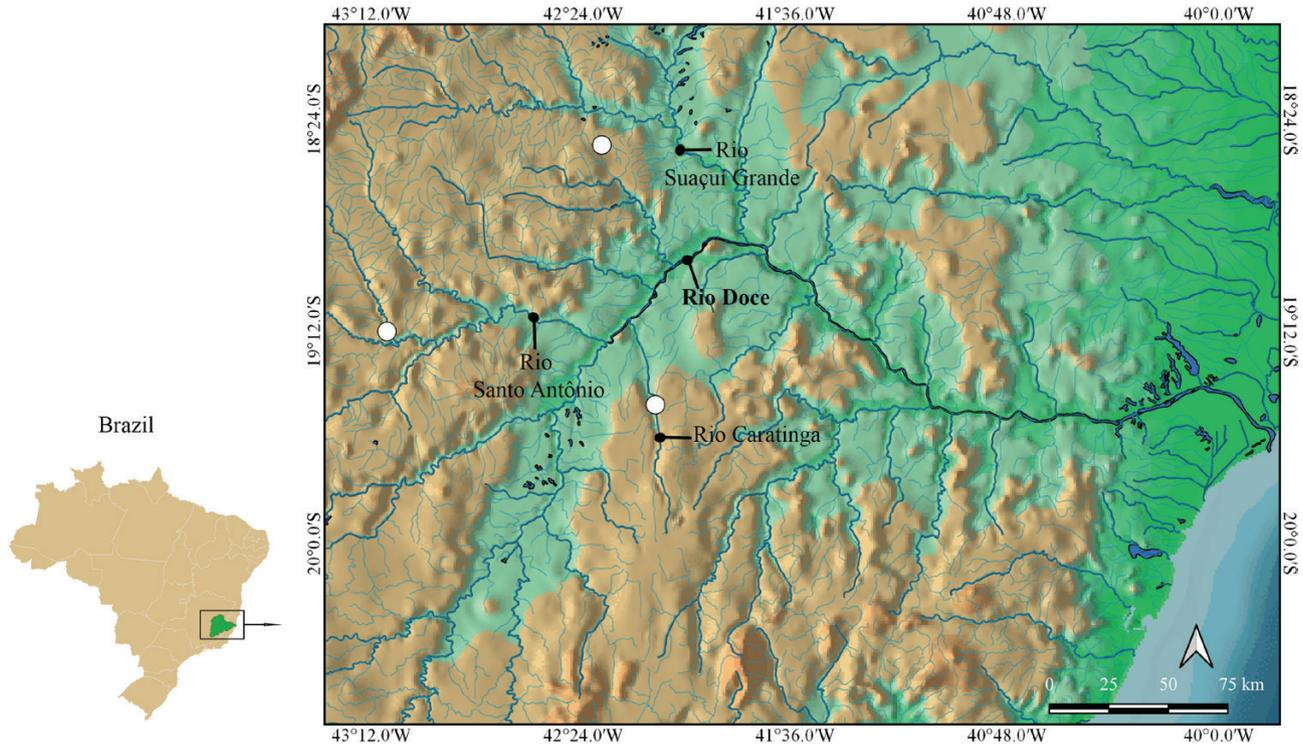 43°12.0'W 42°24.0'W 41°36.0'W 40°48.0'W 40°0.0'W
18°24.0'S
18°24.0'S
Rio
Suaçuí Grande
Rio Doce
19°12.0'S
19°12.0'S
Rio
Santo Antônio
Rio Caratinga
Brazil
20°0.0'S
20°0.0'S
0 25 50 75 km
43°12.0'W 42°24.0'W 41°36.0'W 40°48.0'W 40°0.0'W